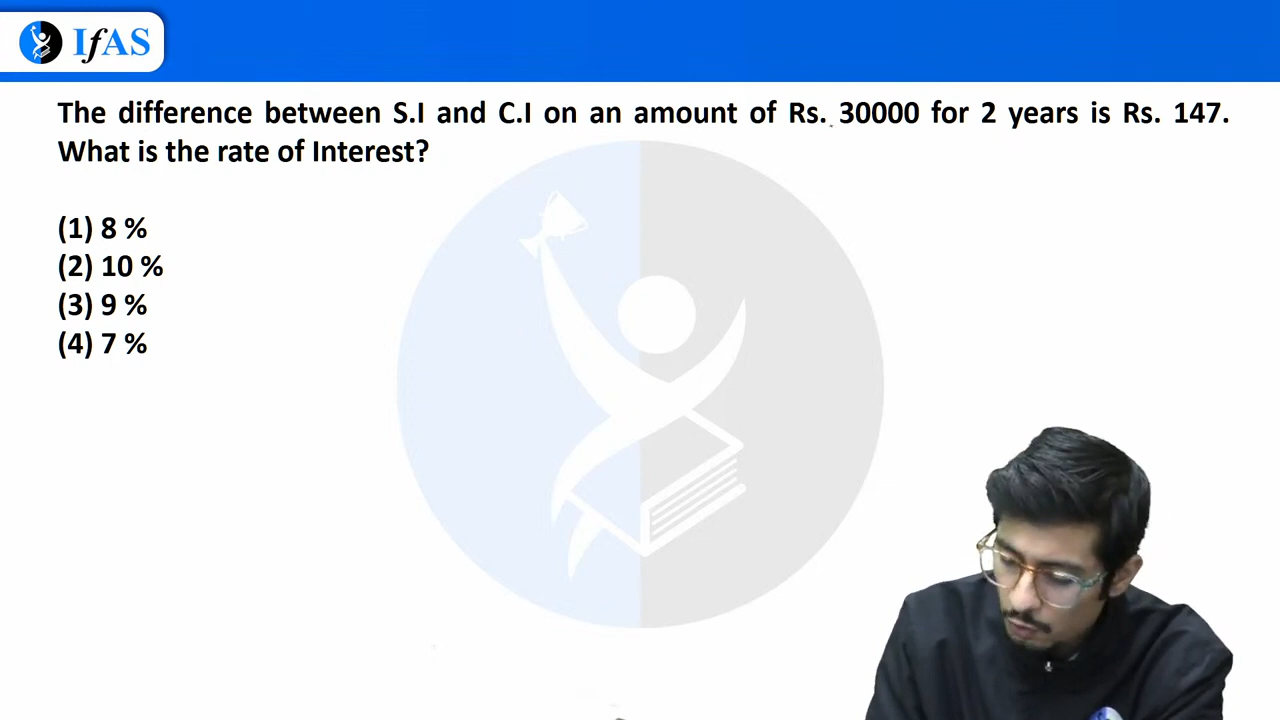 IfAS
The difference between S.I and C.I on an amount of Rs. 30000 for 2 years is Rs. 147.
What is the rate of Interest?
(1) 8 %
(2) 10 %
(3) 9 %
(4) 7 %